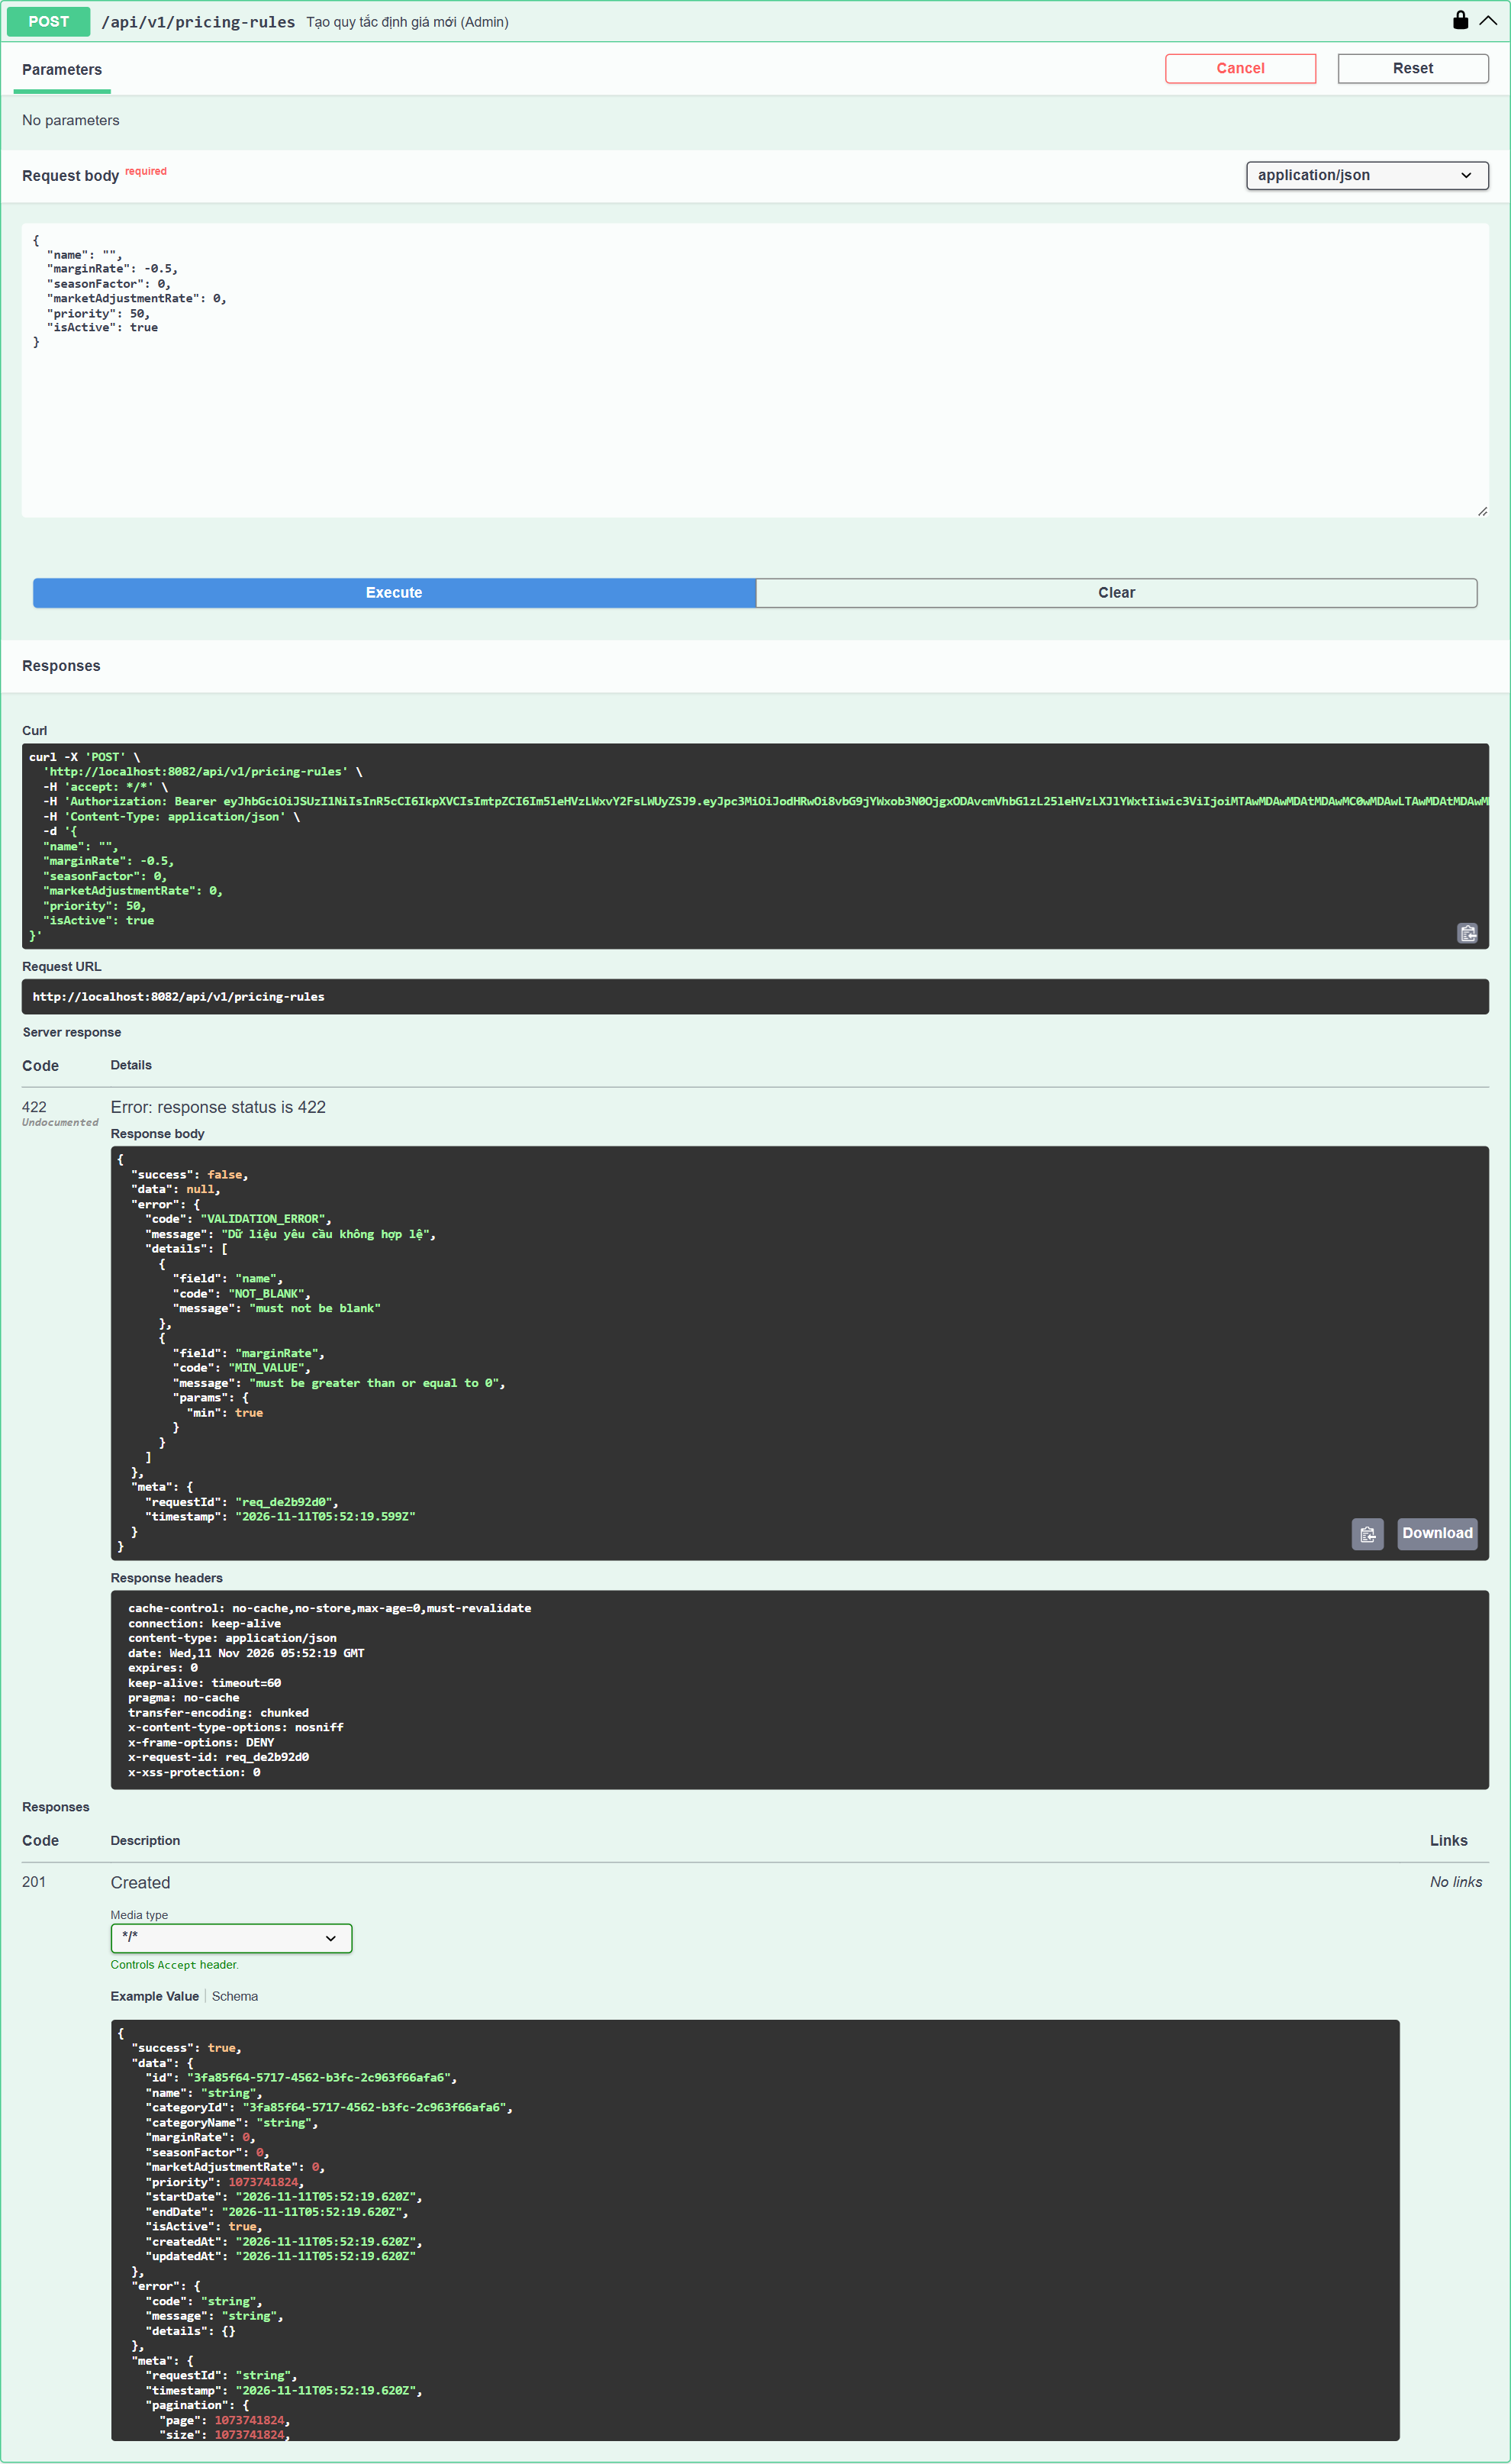 POST /api/v1/pricing-rules Tạo quy tắc định giá mới (Admin)
Parameters
Cancel
Reset
No parameters
Request body required
application/json
{
  "name": "",
  "marginRate": -0.5,
  "seasonFactor": 0,
  "marketAdjustmentRate": 0,
  "priority": 50,
  "isActive": true
}
Execute
Clear
Responses
Curl
curl -X 'POST' \
  'http://localhost:8082/api/v1/pricing-rules' \
  -H 'accept: */*' \
  -H 'Authorization: Bearer
  -H 'Content-Type: application/json' \
  -d '{
  "name": "",
  "marginRate": -0.5,
  "seasonFactor": 0,
  "marketAdjustmentRate": 0,
  "priority": 50,
  "isActive": true
}'
Request URL
http://localhost:8082/api/v1/pricing-rules
Server response
Code Details
422 Error: response status is 422
Undocumented
Response body
{
  "success": false,
  "data": null,
  "error": {
    "code": "VALIDATION_ERROR",
    "message": "Dữ liệu yêu cầu không hợp lệ",
    "details": [
      {
        "field": "name",
        "code": "NOT_BLANK",
        "message": "must not be blank"
      },
      {
        "field": "marginRate",
        "code": "MIN_VALUE",
        "message": "must be greater than or equal to 0",
        "params": {
          "min": true
        }
      }
    ]
  },
  "meta": {
    "requestId": "req_de2b92d0",
    "timestamp": "2026-11-11T05:52:19.599Z"
  }
}
Download
Response headers
cache-control: no-cache,no-store,max-age=0,must-revalidate
connection: keep-alive
content-type: application/json
date: Wed,11 Nov 2026 05:52:19 GMT
expires: 0
keep-alive: timeout=60
pragma: no-cache
transfer-encoding: chunked
x-content-type-options: nosniff
x-frame-options: DENY
x-request-id: req_de2b92d0
x-xss-protection: 0
Responses
Code Description Links
201 Created No links
Media type
*/*
Controls Accept header.
Example Value Schema
{
  "success": true,
  "data": {
    "id": "3fa85f64-5717-4562-b3fc-2c963f66afa6",
    "name": "string",
    "categoryId": "3fa85f64-5717-4562-b3fc-2c963f66afa6",
    "categoryName": "string",
    "marginRate": 0,
    "seasonFactor": 0,
    "marketAdjustmentRate": 0,
    "priority": 1073741824,
    "startDate": "2026-11-11T05:52:19.620Z",
    "endDate": "2026-11-11T05:52:19.620Z",
    "isActive": true,
    "createdAt": "2026-11-11T05:52:19.620Z",
    "updatedAt": "2026-11-11T05:52:19.620Z"
  },
  "error": {
    "code": "string",
    "message": "string",
    "details": {}
  },
  "meta": {
    "requestId": "string",
    "timestamp": "2026-11-11T05:52:19.620Z",
    "pagination": {
      "page": 1073741824,
      "size": 1073741824,